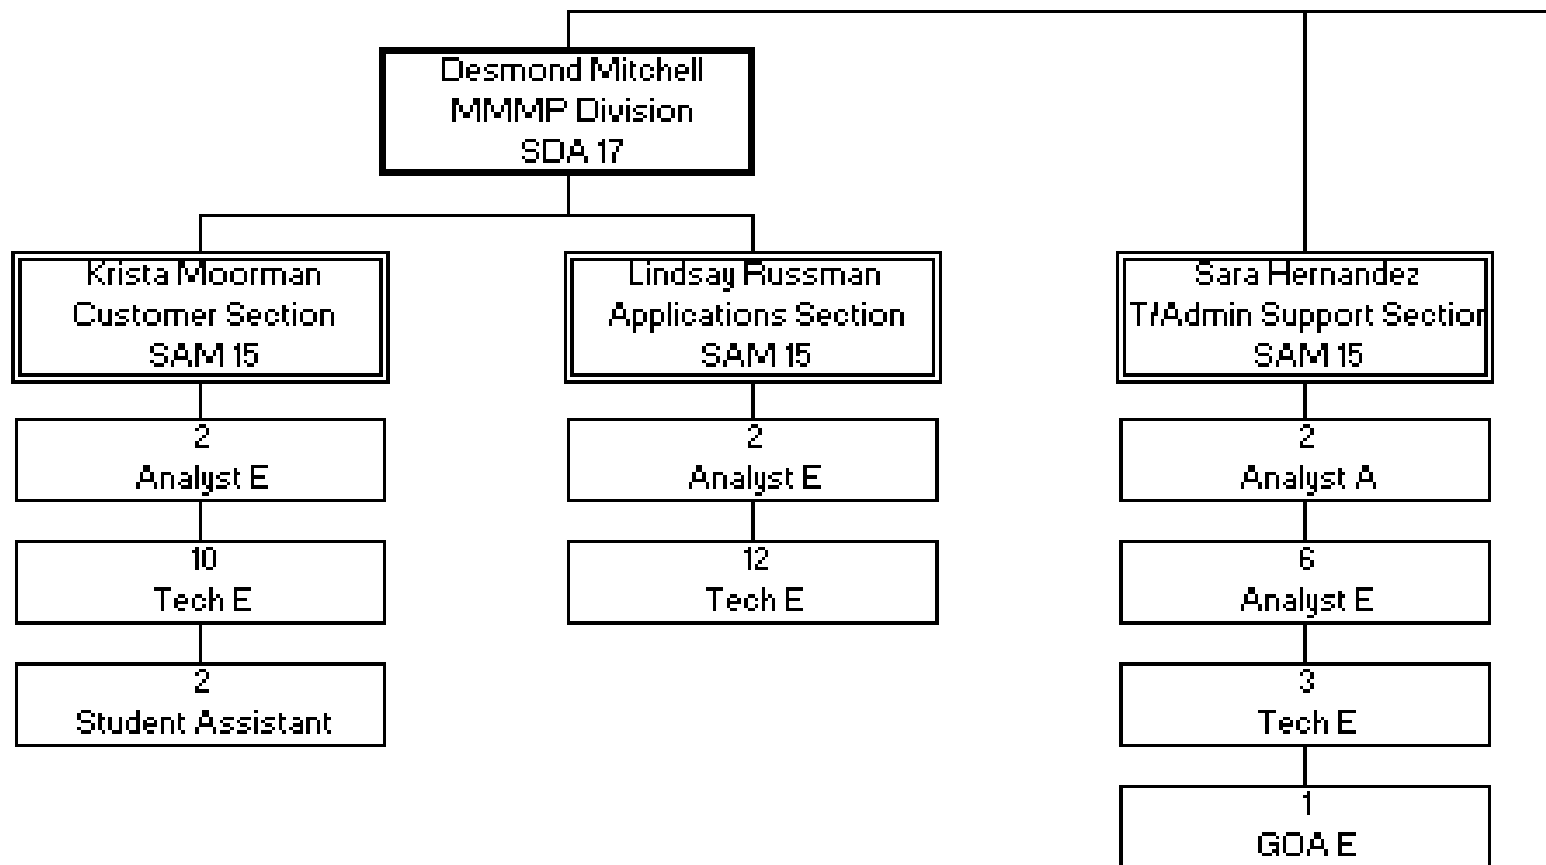 Desmond Mitchell
MMMP Division
SDA 17
Krista Moorman
Customer Section
SAM 15
2
Analyst E
10
Tech E
2
Student Assistant
Lindsay Russman
Applications Section
SAM 15
2
Analyst E
12
Tech E
Sara Hernandez
T/Admin Support Section
SAM 15
2
Analyst A
6
Analyst E
3
Tech E
1
GOA E